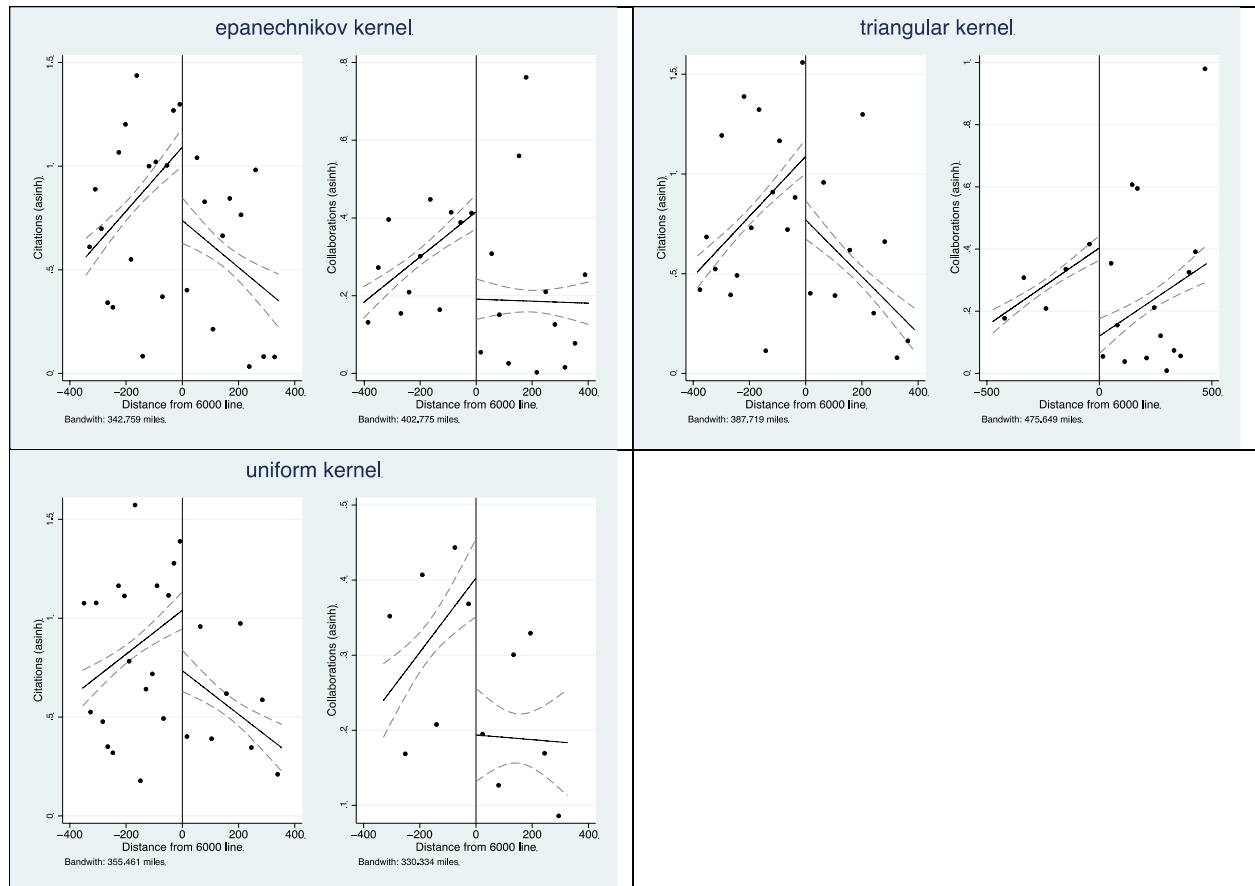 epanechnikov kernel.
Citations (asinh).
1.5.
1.
.5.
0.
−400
−200
0
200
400
Distance from 6000 line.
Bandwith: 342.759 miles.
Collaborations (asinh).
.8.
.6.
.4.
.2.
0.
−400
−200
0
200
400
Distance from 6000 line.
Bandwith: 402.775 miles.
triangular kernel.
Citations (asinh).
1.5.
1.
.5.
0.
−400
−200
0
200
400
Distance from 6000 line.
Bandwith: 387.719 miles.
Collaborations (asinh).
1.
.8.
.6.
.4.
.2.
0.
−500
0
500
Distance from 6000 line.
Bandwith: 475.649 miles.
uniform kernel.
Citations (asinh).
1.5.
1.
.5.
0.
−400
−200
0
200
400
Distance from 6000 line.
Bandwith: 355.461 miles.
Collaborations (asinh).
.5.
.4.
.3.
.2.
.1.
−400
−200
0
200
400
Distance from 6000 line.
Bandwith: 330.334 miles.